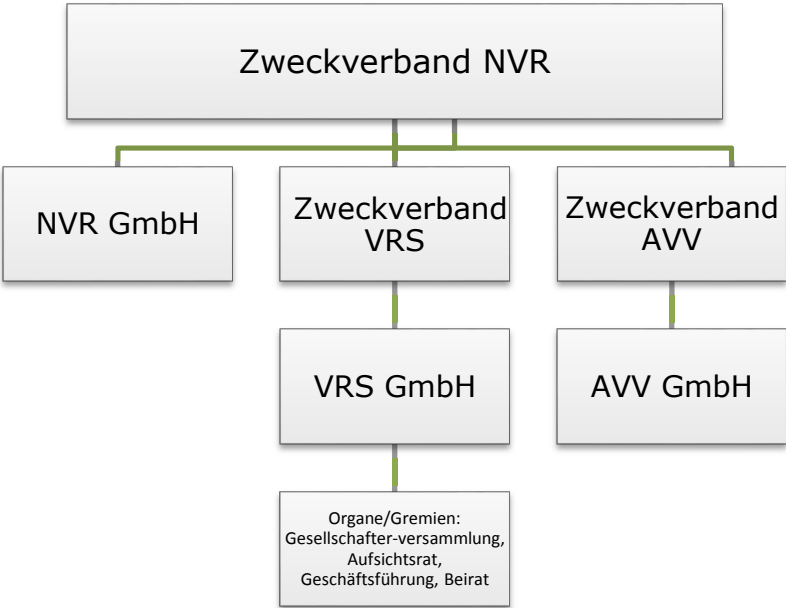 Zweckverband NVR
NVR GmbH
Zweckverband
VRS
Zweckverband
AVV
VRS GmbH
AVV GmbH
Organe/Gremien:
Gesellschafter-versammlung,
Aufsichtsrat,
Geschäftsführung, Beirat